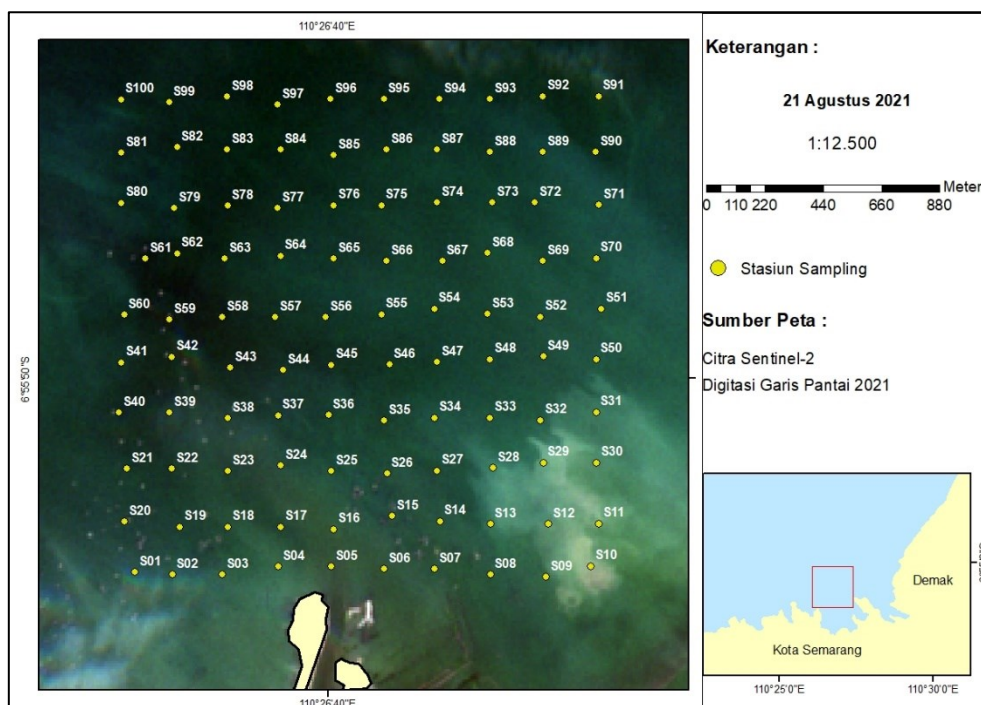 110°26'40"E
S100 S99 S98 S97 S96 S95 S94 S93 S92 S91
S81 S82 S83 S84 S85 S86 S87 S88 S89 S90
S80 S79 S78 S77 S76 S75 S74 S73 S72 S71
S61 S62 S63 S64 S65 S66 S67 S68 S69 S70
S60 S59 S58 S57 S56 S55 S54 S53 S52 S51
S41 S42 S43 S44 S45 S46 S47 S48 S49 S50
6°55'50"S
S40 S39 S38 S37 S36 S35 S34 S33 S32 S31
S21 S22 S23 S24 S25 S26 S27 S28 S29 S30
S20 S19 S18 S17 S16 S15 S14 S13 S12 S11
S01 S02 S03 S04 S05 S06 S07 S08 S09 S10
110°26'40"E
Keterangan :
21 Agustus 2021
1:12.500
Meter
0 110 220 440 660 880
Stasiun Sampling
Sumber Peta :
Citra Sentinel-2
Digitasi Garis Pantai 2021
Demak
Kota Semarang
110°25'0"E 110°30'0"E